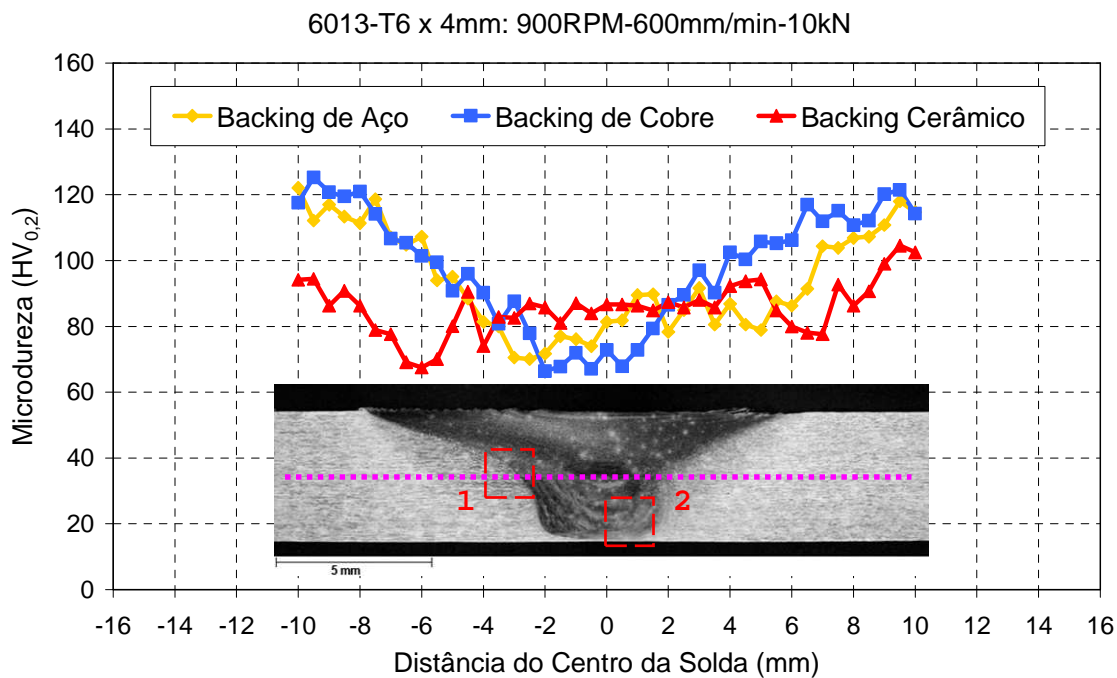 6013-T6 x 4mm: 900RPM-600mm/min-10kN
Backing de Aço Backing de Cobre Backing Cerâmico
Microdureza (HV0,2)
160
140
120
100
80
60
40
20
0
1 2
5 mm
-16 -14 -12 -10 -8 -6 -4 -2 0 2 4 6 8 10 12 14 16
Distância do Centro da Solda (mm)